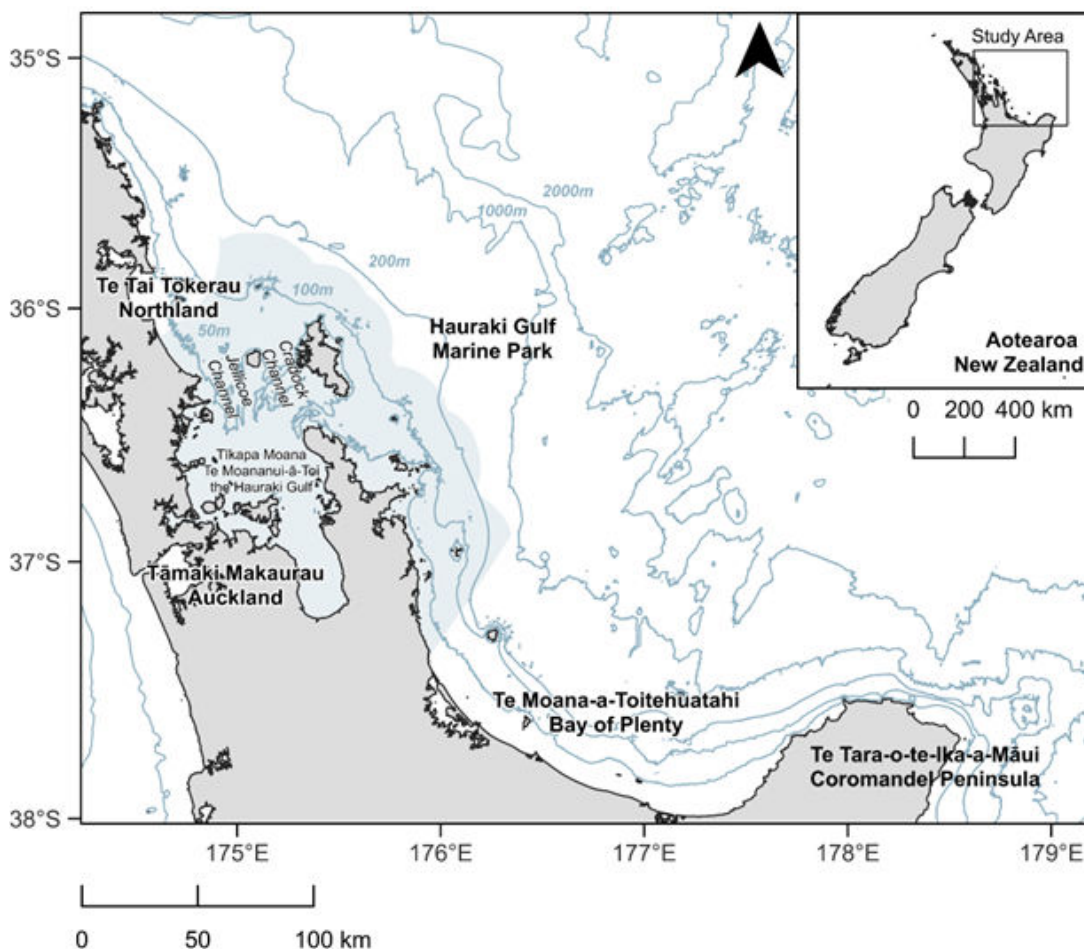 35°S
36°S
37°S
38°S
175°E
176°E
177°E
178°E
179°E
0
50
100 km
Study Area
Aotearoa
New Zealand
0 200 400 km
2000m
1000m
200m
100m
50m
Te Tai Tokerau
Northland
Hauraki Gulf
Marine Park
Jellicoe
Channel
Cradock
Channel
Tīkapa Moana
Te Moananui-ā-Toi
the Hauraki Gulf
Tāmaki Makaurau
Auckland
Te Moana-a-Toitehuatahi
Bay of Plenty
Te Tara-o-te-Ika-a-Māui
Coromandel Peninsula